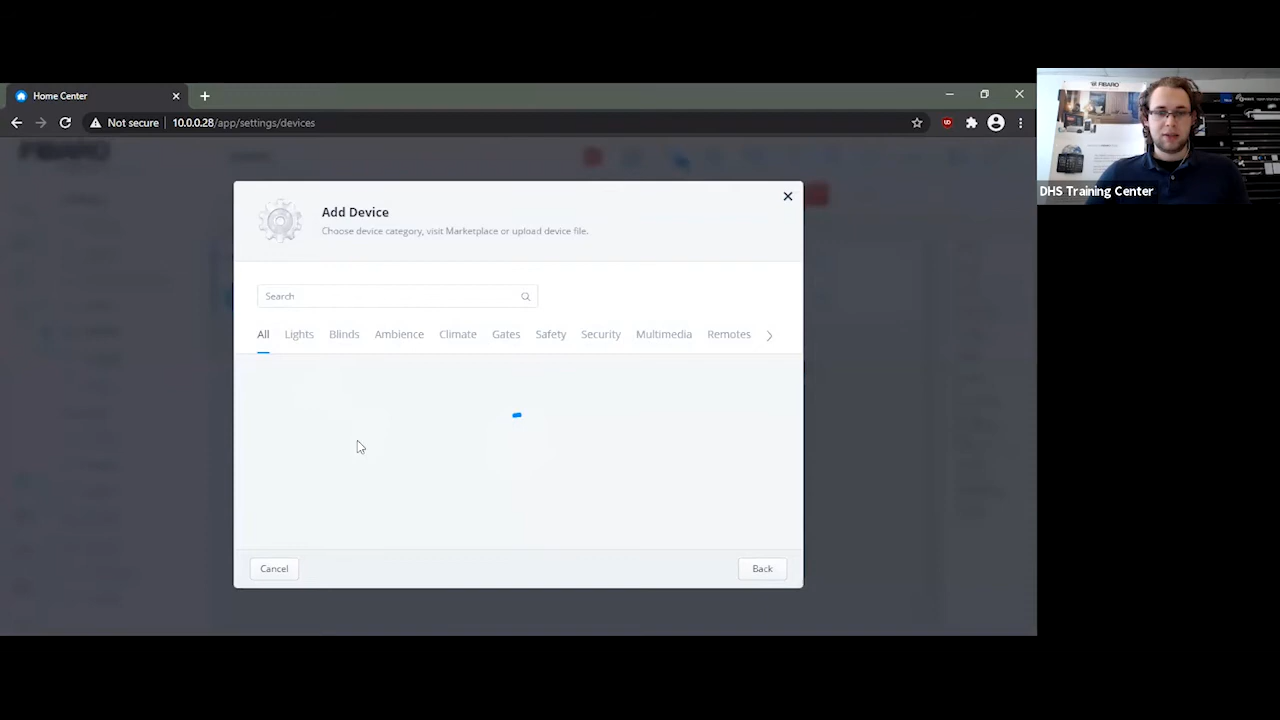 Home Center
Not secure
10.0.0.28/app/settings/devices
FIBARO
Add Device
Choose device category, visit Marketplace or upload device file.
Search
All Lights Blinds Ambience Climate Gates Safety Security Multimedia Remotes
Cancel
Back
FIBARO
DHS Training Center